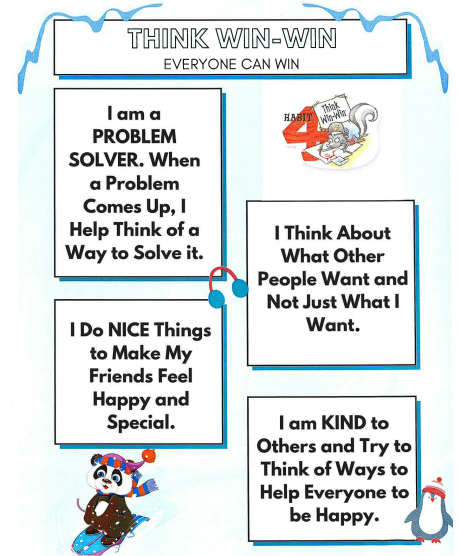 THINK WIN-WIN
EVERYONE CAN WIN
I am a
PROBLEM
SOLVER. When
a Problem
Comes Up, I
Help Think of a
Way to Solve it.
HABIT
4
Think
Win-Win
I Think About
What Other
People Want and
Not Just What I
Want.
I Do NICE Things
to Make My
Friends Feel
Happy and
Special.
I am KIND to
Others and Try to
Think of Ways to
Help Everyone to
be Happy.